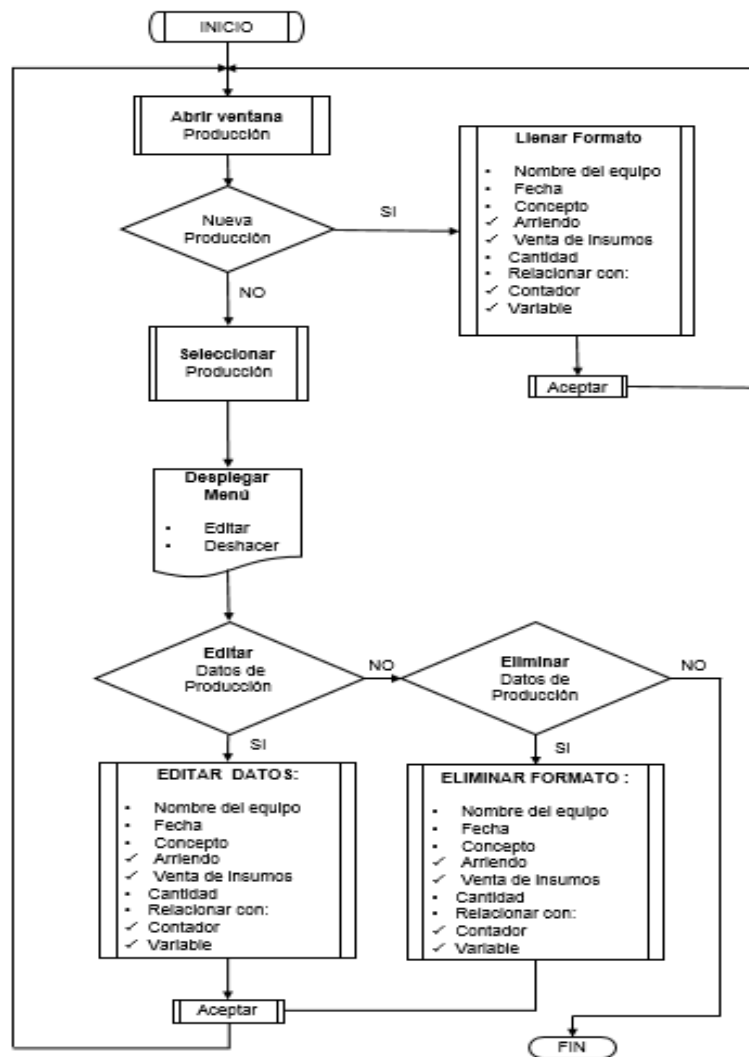 INICIO
Abrir ventana
Producción
Nueva
Producción
SI
NO
Llenar Formato
▪ Nombre del equipo
▪ Fecha
▪ Concepto
✓ Arriendo
✓ Venta de Insumos
▪ Cantidad
▪ Relacionar con:
✓ Contador
✓ Variable
Aceptar
Seleccionar
Producción
Desplegar
Menú
▪ Editar
▪ Deshacer
Editar
Datos de
Producción
NO
SI
Eliminar
Datos de
Producción
NO
SI
EDITAR DATOS:
▪ Nombre del equipo
▪ Fecha
▪ Concepto
✓ Arriendo
✓ Venta de Insumos
▪ Cantidad
▪ Relacionar con:
✓ Contador
✓ Variable
Aceptar
ELIMINAR FORMATO :
▪ Nombre del equipo
▪ Fecha
▪ Concepto
✓ Arriendo
✓ Venta de Insumos
▪ Cantidad
▪ Relacionar con:
✓ Contador
✓ Variable
FIN